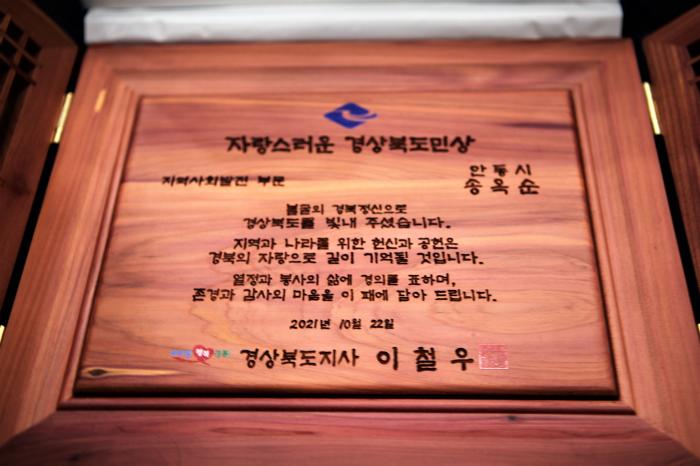 자랑스러운 경상북도민상
지역사회발전 부문
안동시
송옥순
불굴의 경북정신으로
경상북도를 빛내 주셨습니다.
지역과 나라를 위한 헌신과 공헌은
경북의 자랑으로 길이 기억될 것입니다.
열정과 봉사의 삶에 경의를 표하며,
존경과 감사의 마음을 이 패에 담아 드립니다.
2021년 10월 22일
행복
경상북도지사 이철우